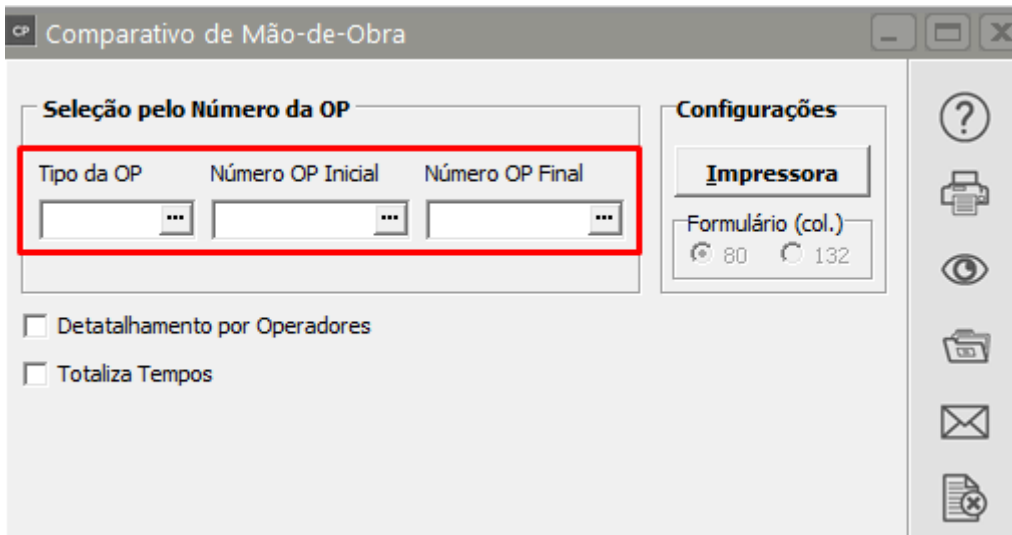 CP Comparativo de Mão-de-Obra
Seleção pelo Número da OP
Configurações
Tipo da OP Número OP Inicial Número OP Final
Impressora
Formulário (col.)
80 132
Detatalhamento por Operadores
Totaliza Tempos